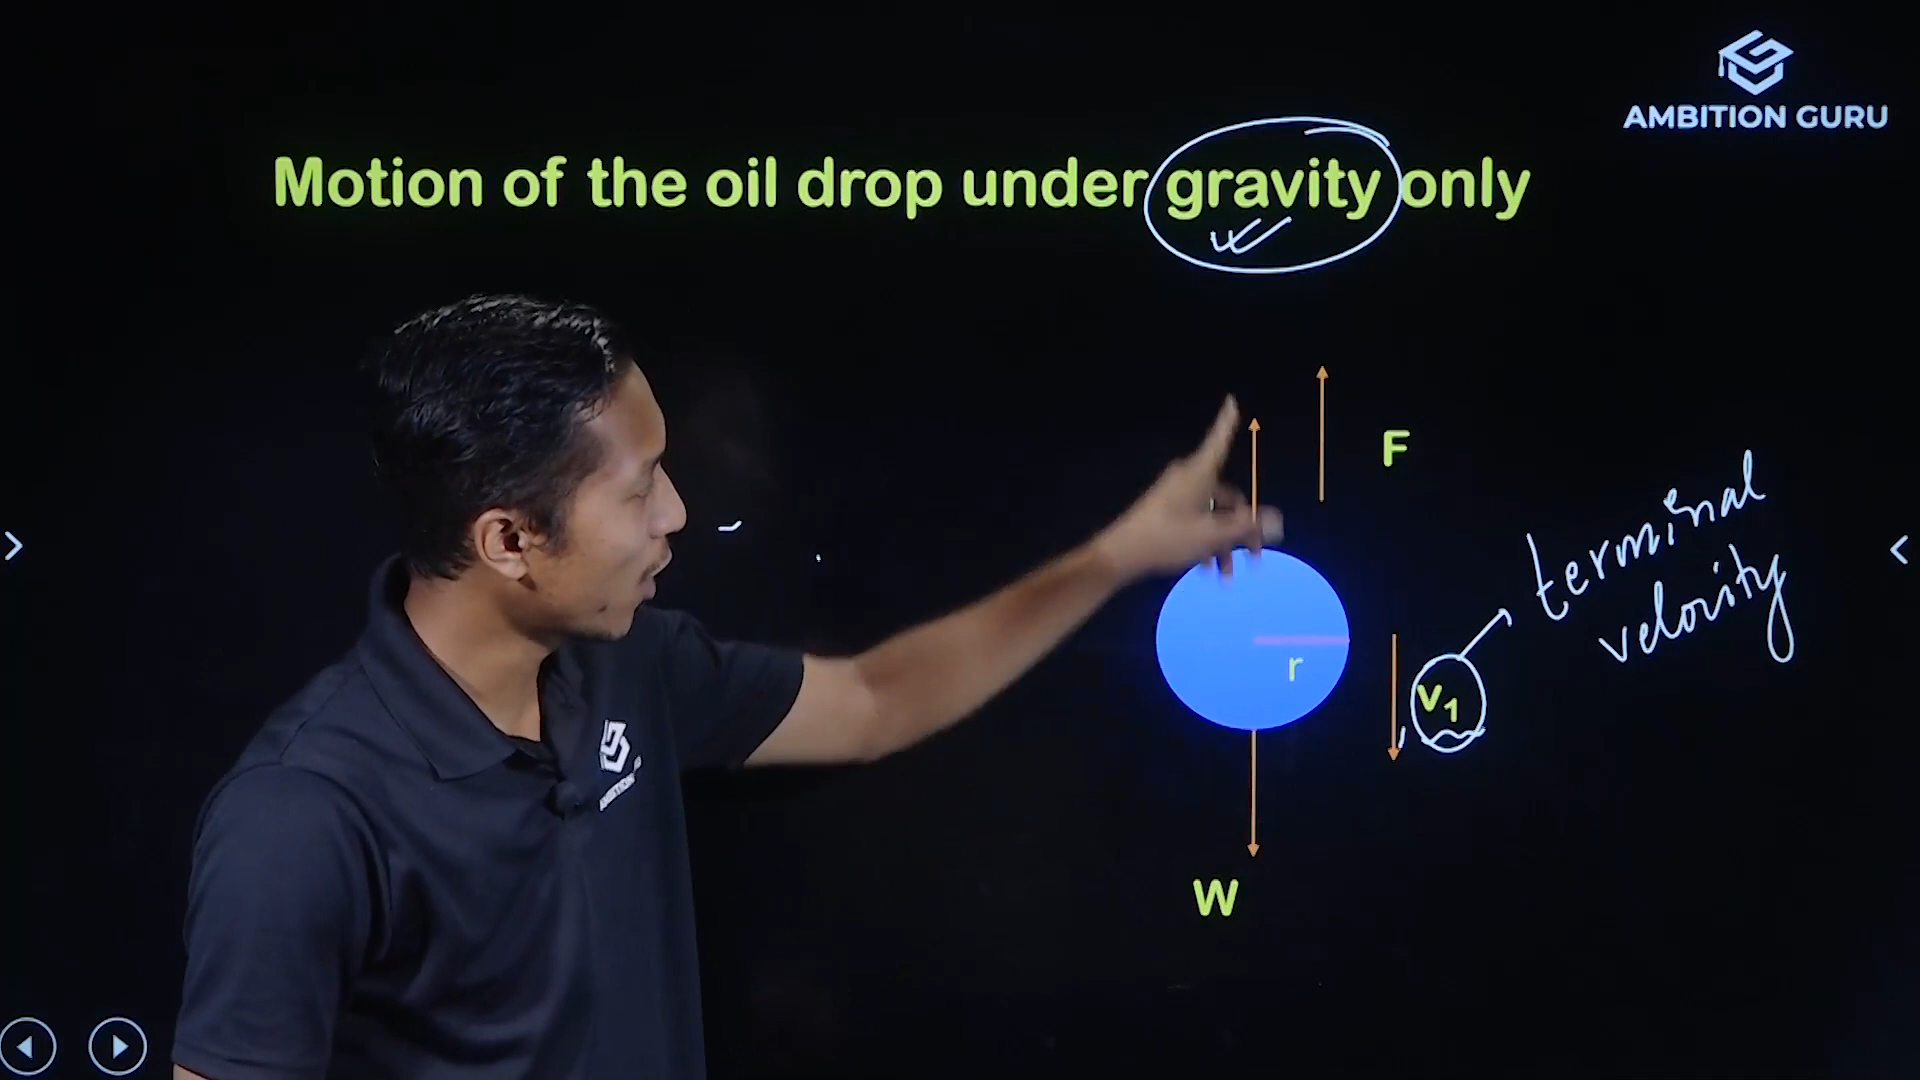 AMBITION GURU
Motion of the oil drop under gravity only
F
terminal
velocity
r
v₁
W